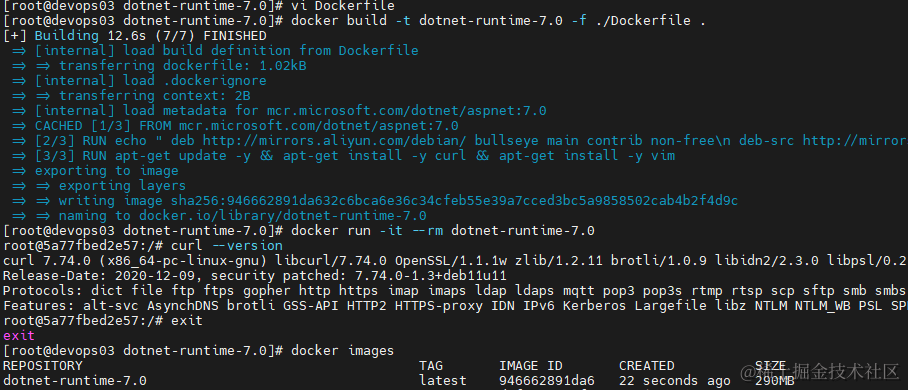 [root@devops03 dotnet-runtime-7.0]# vi Dockerfile
[root@devops03 dotnet-runtime-7.0]# docker build -t dotnet-runtime-7.0 -f ./Dockerfile .
[+] Building 12.6s (7/7) FINISHED
=> [internal] load build definition from Dockerfile
=> => transferring dockerfile: 1.02kB
=> [internal] load .dockerignore
=> => transferring context: 2B
=> [internal] load metadata for mcr.microsoft.com/dotnet/aspnet:7.0
=> CACHED [1/3] FROM mcr.microsoft.com/dotnet/aspnet:7.0
=> [2/3] RUN echo " deb http://mirrors.aliyun.com/debian/ bullseye main contrib non-free\n deb-src http://mirror
=> [3/3] RUN apt-get update -y && apt-get install -y curl && apt-get install -y vim
=> exporting to image
=> => exporting layers
=> => writing image sha256:946662891da632c6bca6e36c34cfeb55e39a7cced3bc5a9858502cab4b2f4d9c
=> => naming to docker.io/library/dotnet-runtime-7.0
[root@devops03 dotnet-runtime-7.0]# docker run -it --rm dotnet-runtime-7.0
root@5a77fbed2e57:/# curl --version
curl 7.74.0 (x86_64-pc-linux-gnu) libcurl/7.74.0 OpenSSL/1.1.1w zlib/1.2.11 brotli/1.0.9 libidn2/2.3.0 libpsl/0.2
Release-Date: 2020-12-09, security patched: 7.74.0-1.3+deb11u11
Protocols: dict file ftp ftps gopher http https imap imaps ldap ldaps mqtt pop3 pop3s rtmp rtsp scp sftp smb smbs
Features: alt-svc AsynchDNS brotli GSS-API HTTP2 HTTPS-proxy IDN IPv6 Kerberos Largefile libz NTLM NTLM_WB PSL SP
root@5a77fbed2e57:/# exit
exit
[root@devops03 dotnet-runtime-7.0]# docker images
REPOSITORY TAG IMAGE ID CREATED SIZE
dotnet-runtime-7.0 latest 946662891da6 22 seconds ago 290MB
@稀土掘金技术社区